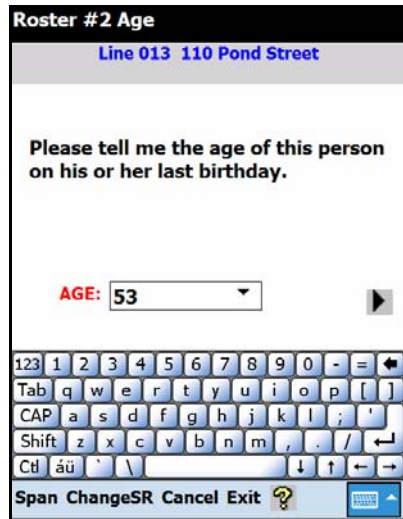 Roster #2 Age
Line 013 110 Pond Street
Please tell me the age of this person
on his or her last birthday.
AGE: 53
123 1 2 3 4 5 6 7 8 9 0 - =
Tab q w e r t y u i o p [ ]
CAP a s d f g h j k l ; '
Shift z x c v b n m , . /
Ctl áü ` \
Span ChangeSR Cancel Exit ?